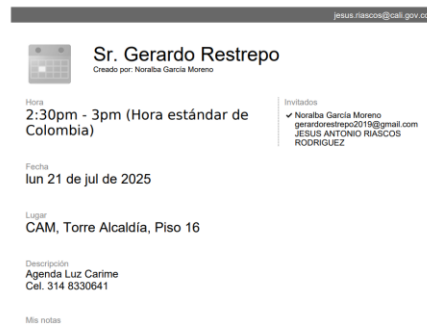 jesus.riascos@cali.gov.co
Sr. Gerardo Restrepo
Creado por: Noralba García Moreno
Hora
2:30pm - 3pm (Hora estándar de
Colombia)
Fecha
lun 21 de jul de 2025
Lugar
CAM, Torre Alcaldía, Piso 16
Descripción
Agenda Luz Carime
Cel. 314 8330641
Mis notas
Invitados
✔ Noralba García Moreno
gerardorestrepo2019@gmail.com
JESUS ANTONIO RIASCOS
RODRIGUEZ